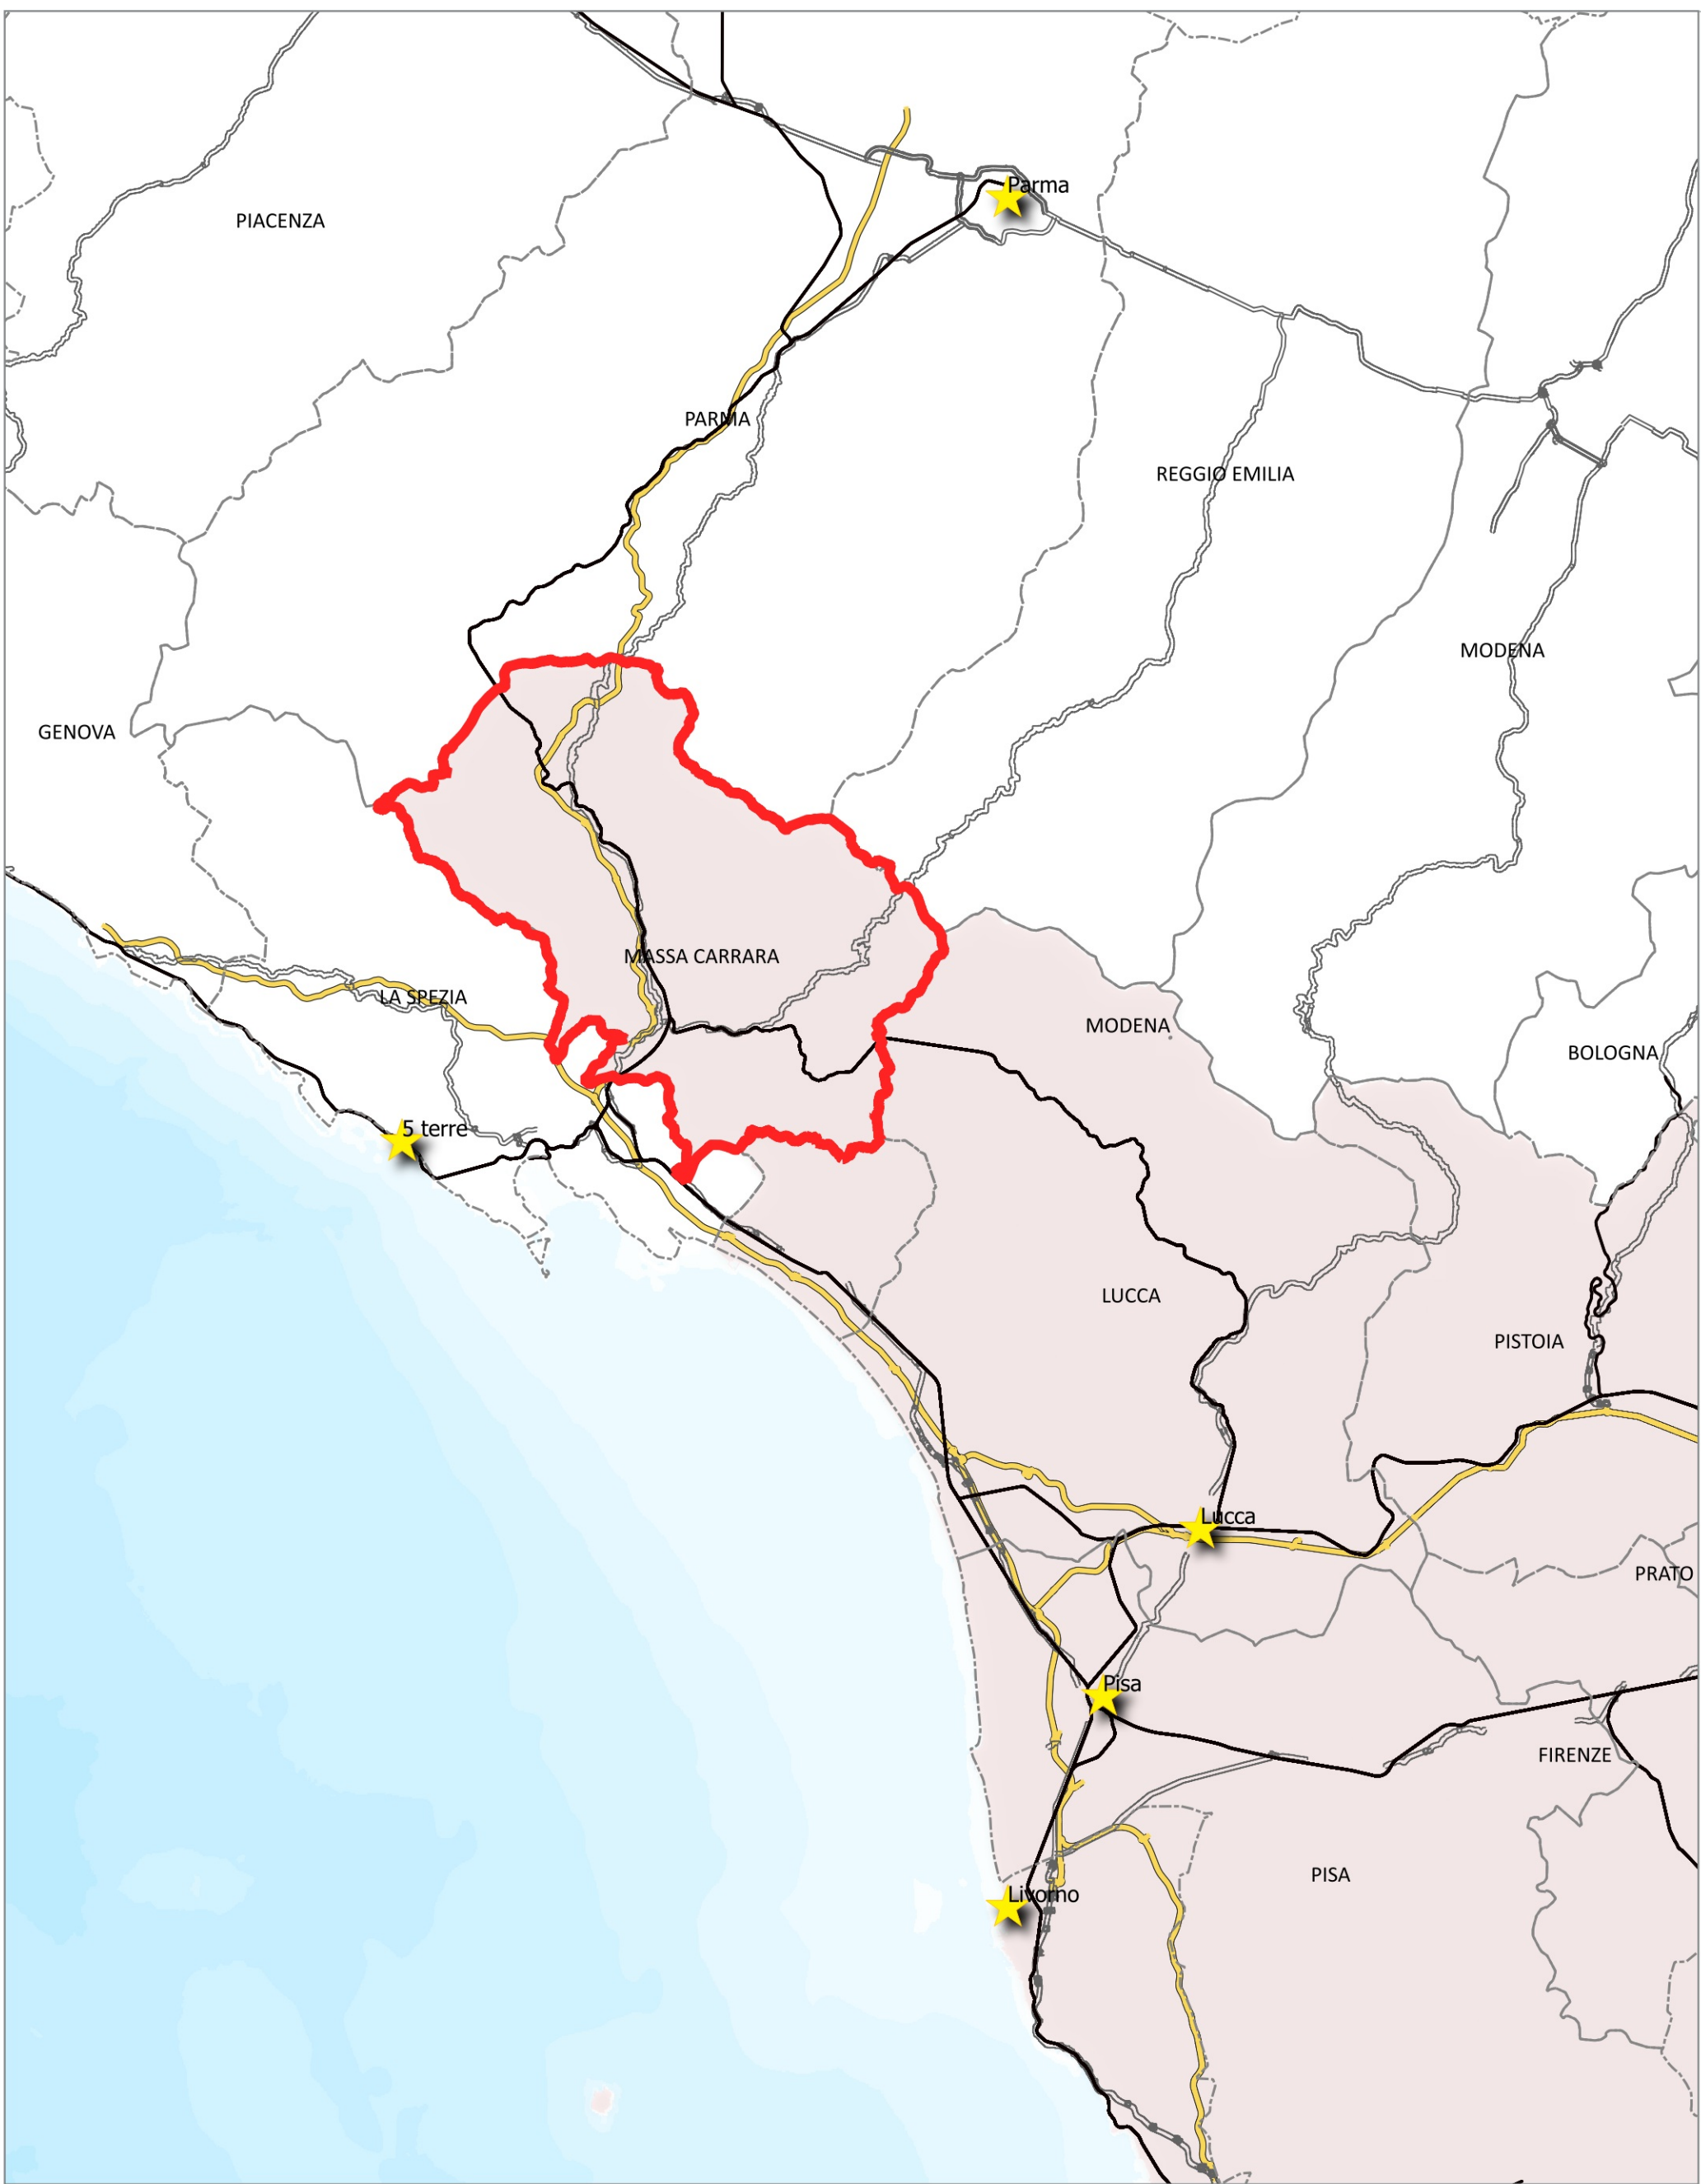 Parma
PIACENZA
PARMA
REGGIO EMILIA
MODENA
GENOVA
MASSA CARRARA
LA SPEZIA
MODENA
BOLOGNA
5 terre
LUCCA
PISTOIA
Lucca
PRATO
Pisa
FIRENZE
PISA
Livorno